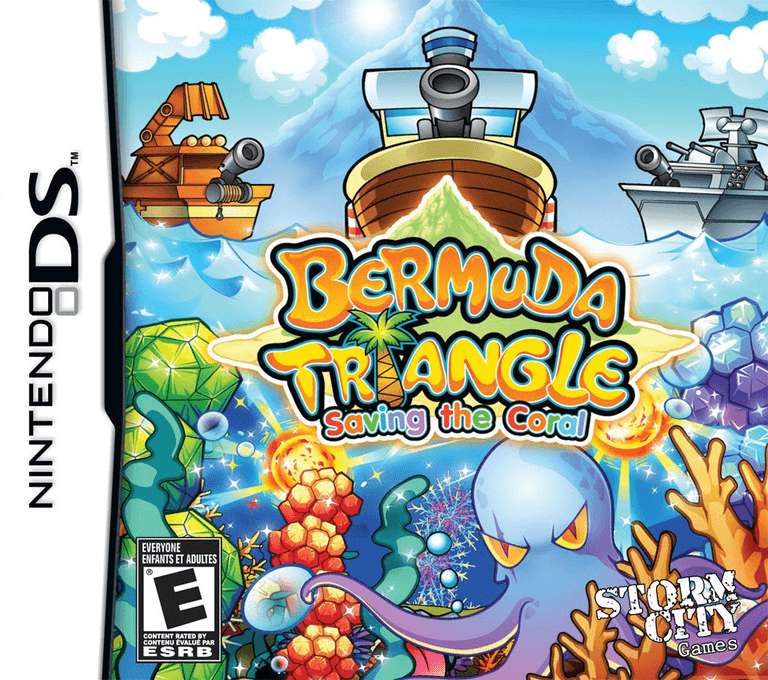 NINTENDO DS™
BERMUDA
TRIANGLE
Saving the Coral
EVERYONE
ENFANTS ET ADULTES
E
®
CONTENT RATED BY
CONTENU ÉVALUÉ PAR
ESRB
STORM
CITY
Games